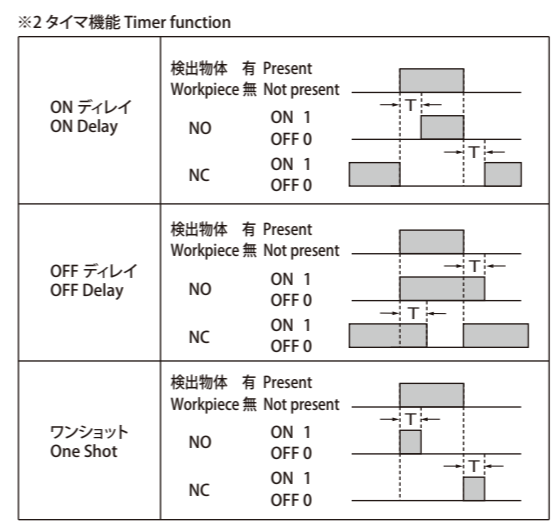 ※2 タイマ機能 Timer function
ON ディレイ
ON Delay
検出物体 有 Present
Workpiece 無 Not present
T
NO
ON 1
OFF 0
T
NC
ON 1
OFF 0
OFF ディレイ
OFF Delay
検出物体 有 Present
Workpiece 無 Not present
T
NO
ON 1
OFF 0
T
NC
ON 1
OFF 0
ワンショット
One Shot
検出物体 有 Present
Workpiece 無 Not present
T
NO
ON 1
OFF 0
T
NC
ON 1
OFF 0